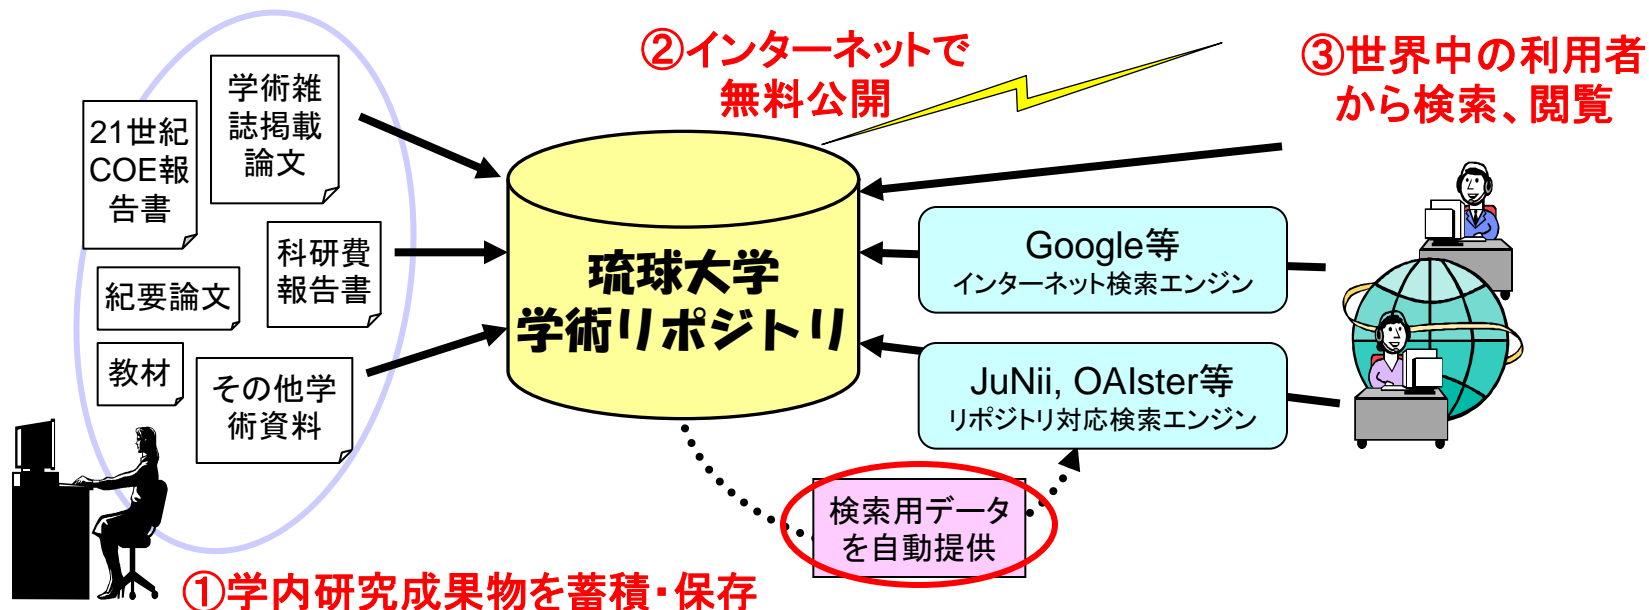 ②インターネットで
無料公開
③世界中の利用者
から検索、閲覧
学術雑
誌掲載
論文
21世紀
COE報
告書
科研費
報告書
紀要論文
教材
その他学
術資料
琉球大学
学術リポジトリ
Google等
インターネット検索エンジン
JuNii, OAIster等
リポジトリ対応検索エンジン
検索用データ
を自動提供
①学内研究成果物を蓄積・保存